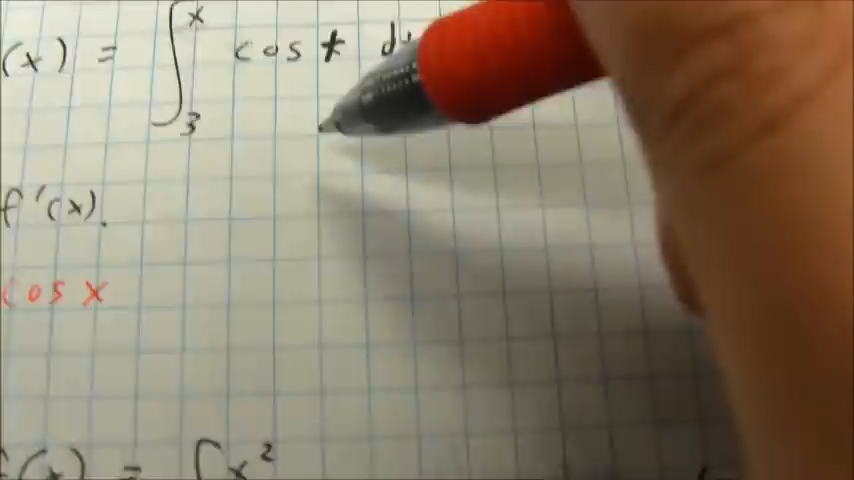 (x) = ∫₃ˣ cos t d
f'(x).
cos x
f(x) = ∫ x²